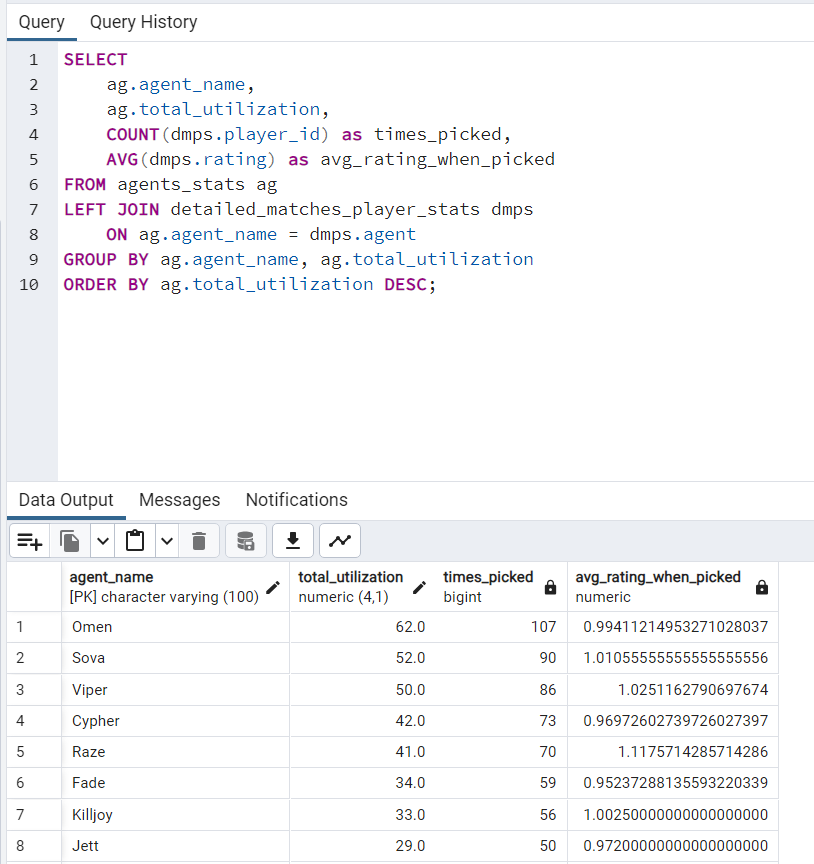 Query Query History
1 SELECT
2 ag.agent_name,
3 ag.total_utilization,
4 COUNT(dmps.player_id) as times_picked,
5 AVG(dmps.rating) as avg_rating_when_picked
6 FROM agents_stats ag
7 LEFT JOIN detailed_matches_player_stats dmps
8 ON ag.agent_name = dmps.agent
9 GROUP BY ag.agent_name, ag.total_utilization
10 ORDER BY ag.total_utilization DESC;
Data Output Messages Notifications
agent_name total_utilization times_picked avg_rating_when_picked
[PK] character varying (100) numeric (4,1) bigint numeric
1 Omen 62.0 107 0.99411214953271028037
2 Sova 52.0 90 1.01055555555555555556
3 Viper 50.0 86 1.0251162790697674
4 Cypher 42.0 73 0.96972602739726027397
5 Raze 41.0 70 1.1175714285714286
6 Fade 34.0 59 0.95237288135593220339
7 Killjoy 33.0 56 1.00250000000000000000
8 Jett 29.0 50 0.97200000000000000000